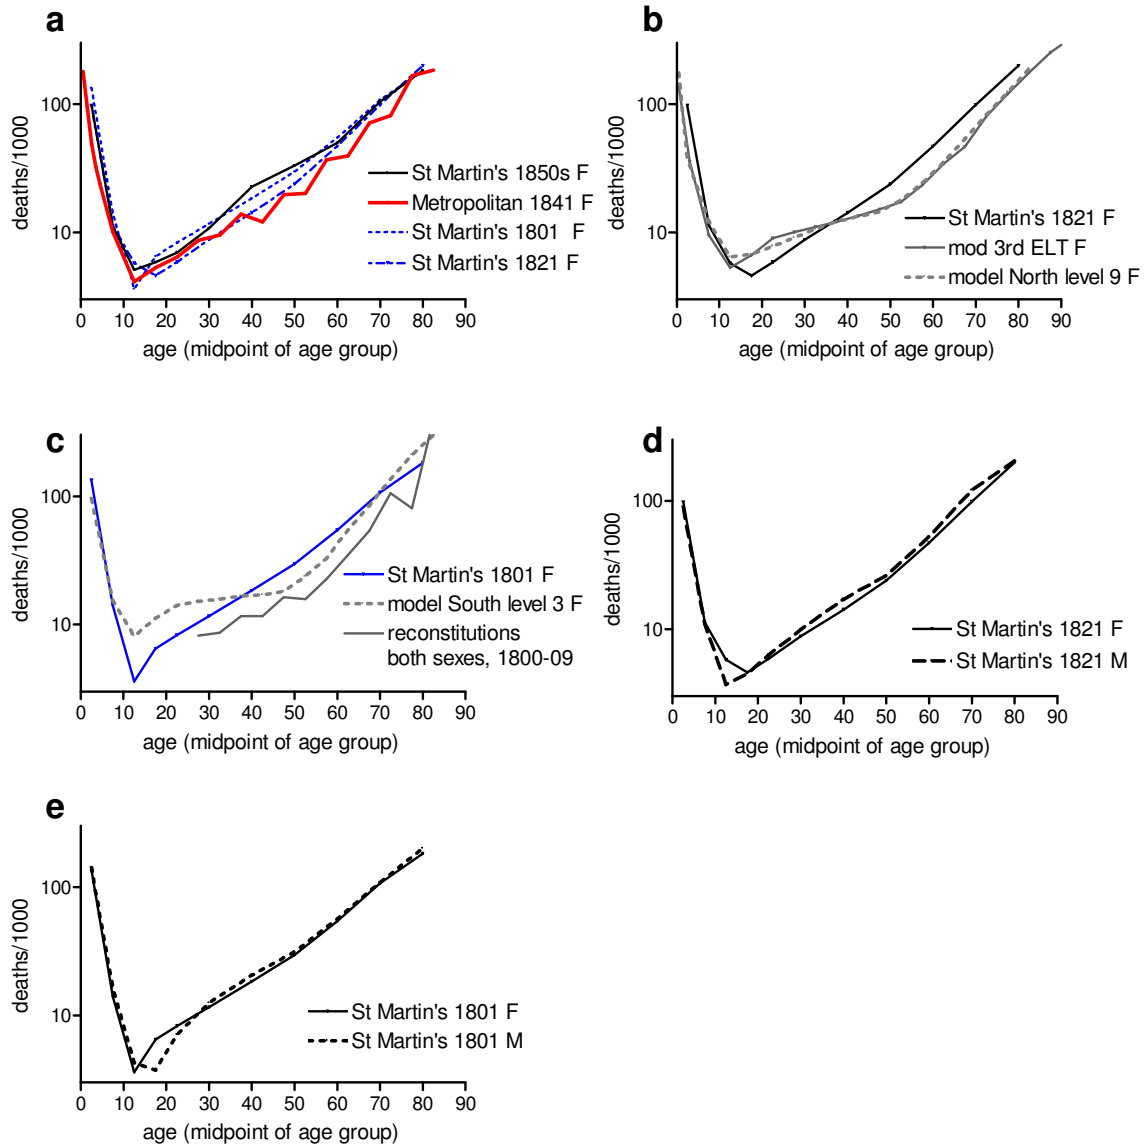 a
deaths/1000
100
10
St Martin's 1850s F
Metropolitan 1841 F
St Martin's 1801 F
St Martin's 1821 F
0 10 20 30 40 50 60 70 80 90
age (midpoint of age group)
b
deaths/1000
100
10
St Martin's 1821 F
mod 3rd ELT F
model North level 9 F
0 10 20 30 40 50 60 70 80 90
age (midpoint of age group)
c
deaths/1000
100
10
St Martin's 1801 F
model South level 3 F
reconstitutions
both sexes, 1800-09
0 10 20 30 40 50 60 70 80 90
age (midpoint of age group)
d
deaths/1000
100
10
St Martin's 1821 F
St Martin's 1821 M
0 10 20 30 40 50 60 70 80 90
age (midpoint of age group)
e
deaths/1000
100
10
St Martin's 1801 F
St Martin's 1801 M
0 10 20 30 40 50 60 70 80 90
age (midpoint of age group)